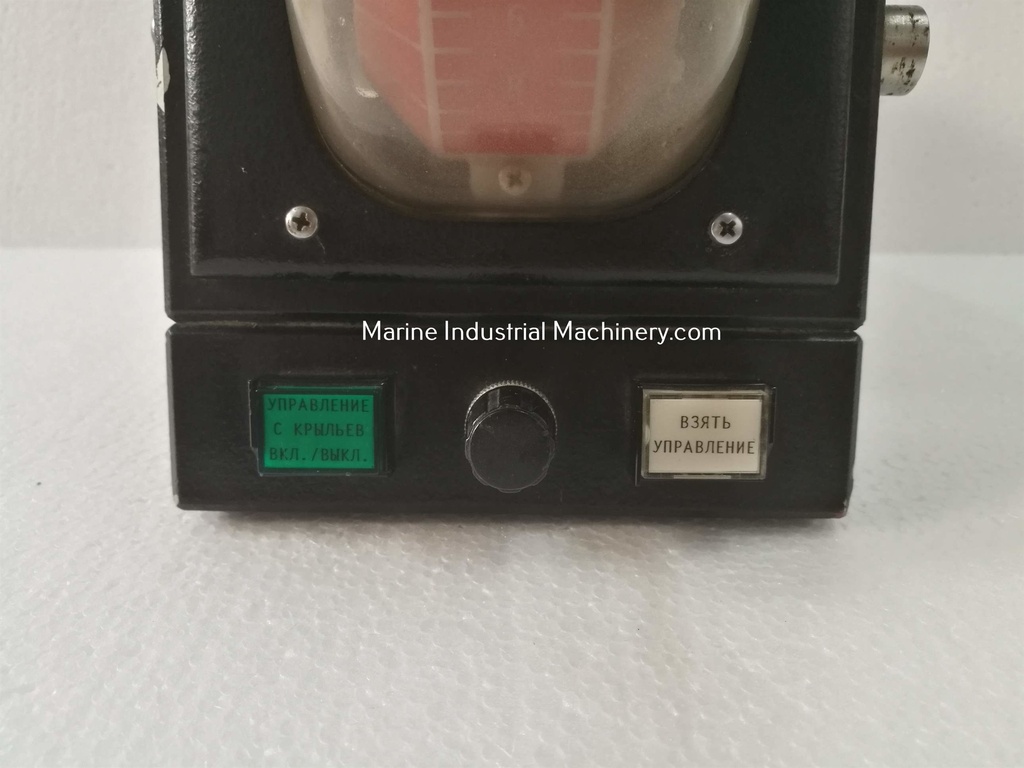 Marine Industrial Machinery.com
УПРАВЛЕНИЕ
С КРЫЛЬЕВ
ВКЛ./ВЫКЛ.
ВЗЯТЬ
УПРАВЛЕНИЕ